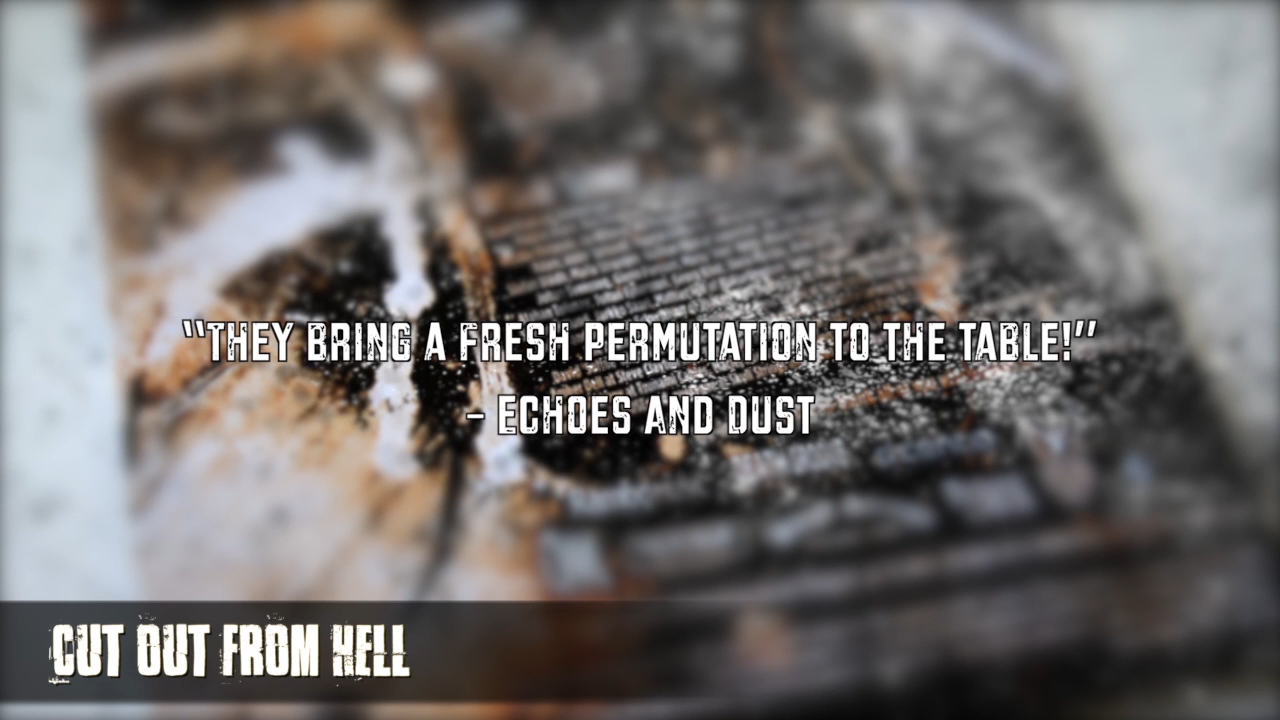 "THEY BRING A FRESH PERMUTATION TO THE TABLE!"
- ECHOES AND DUST
CUT OUT FROM HELL